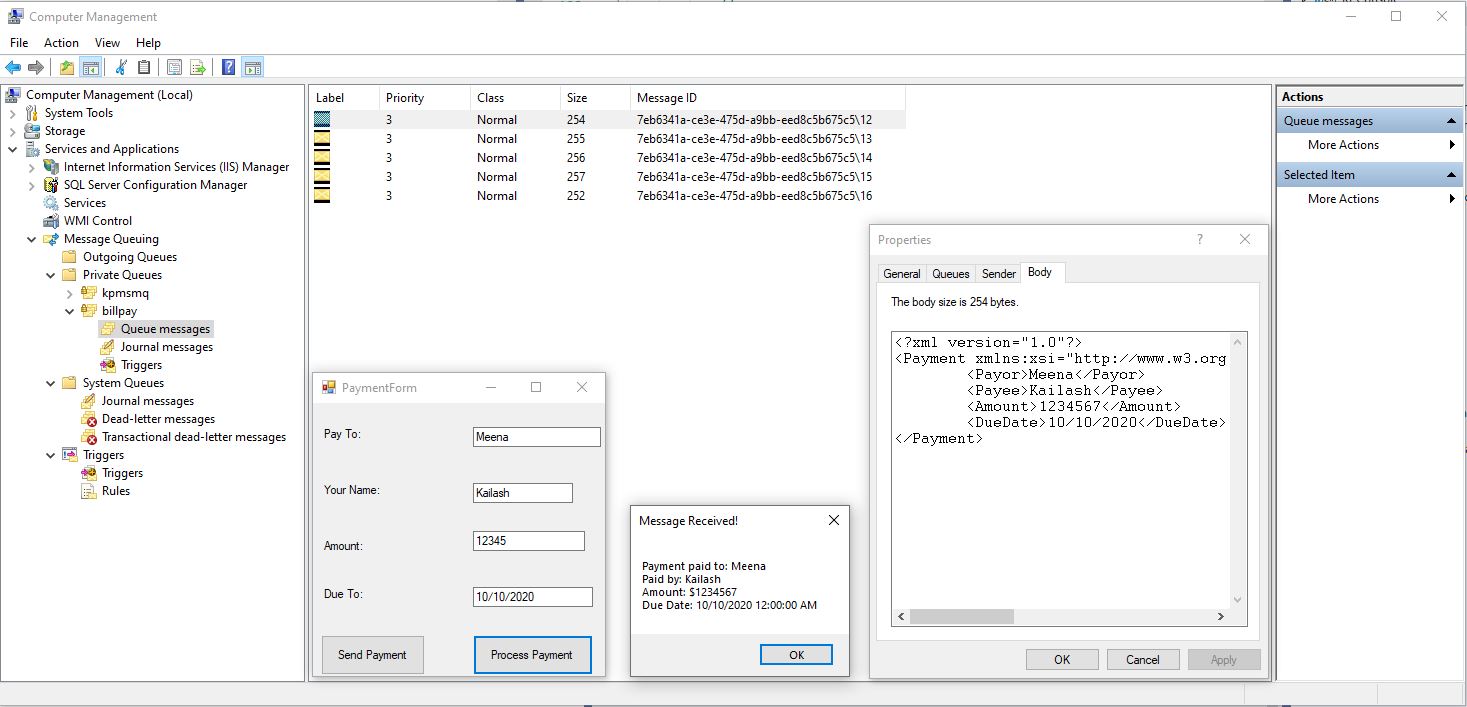 Computer Management
File Action View Help
Computer Management (Local)
System Tools
Storage
Services and Applications
Internet Information Services (IIS) Manager
SQL Server Configuration Manager
Services
WMI Control
Message Queuing
Outgoing Queues
Private Queues
kpmsmq
billpay
Queue messages
Journal messages
Triggers
System Queues
Journal messages
Dead-letter messages
Transactional dead-letter messages
Triggers
Triggers
Rules
Label Priority Class Size Message ID
3 Normal 254 7eb6341a-ce3e-475d-a9bb-eed8c5b675c5\12
3 Normal 255 7eb6341a-ce3e-475d-a9bb-eed8c5b675c5\13
3 Normal 256 7eb6341a-ce3e-475d-a9bb-eed8c5b675c5\14
3 Normal 257 7eb6341a-ce3e-475d-a9bb-eed8c5b675c5\15
3 Normal 252 7eb6341a-ce3e-475d-a9bb-eed8c5b675c5\16
Actions
Queue messages
More Actions
Selected Item
More Actions
PaymentForm
Pay To: Meena
Your Name: Kailash
Amount: 12345
Due To: 10/10/2020
Send Payment Process Payment
Message Received!
Payment paid to: Meena
Paid by: Kailash
Amount: $1234567
Due Date: 10/10/2020 12:00:00 AM
OK
Properties
?
General Queues Sender Body
The body size is 254 bytes.
<?xml version="1.0"?>
<Payment xmlns:xsi="http://www.w3.org
<Payor>Meena</Payor>
<Payee>Kailash</Payee>
<Amount>1234567</Amount>
<DueDate>10/10/2020</DueDate>
</Payment>
OK Cancel Apply